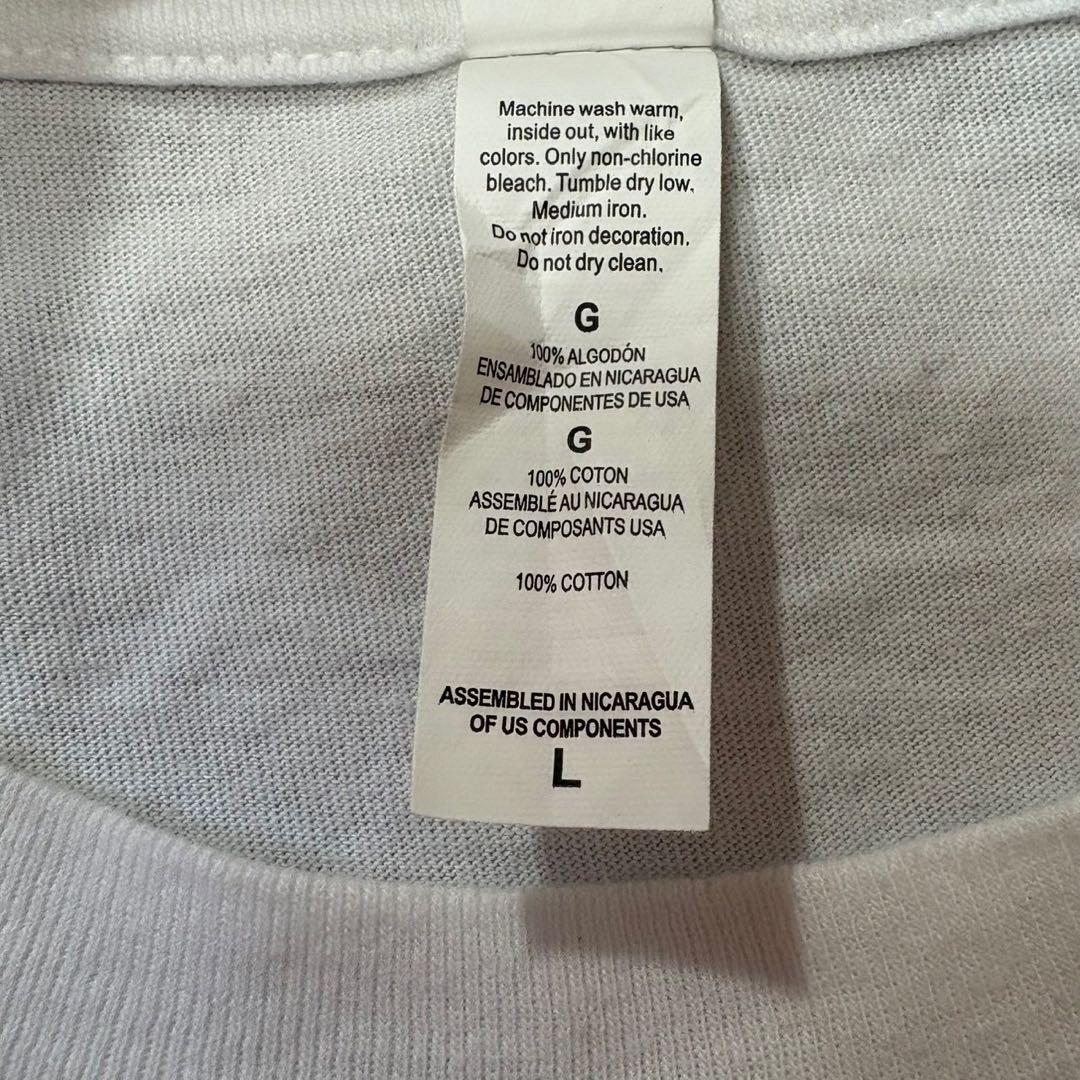 Machine wash warm,
inside out, with like
colors. Only non-chlorine
bleach. Tumble dry low.
Medium iron.
Do not iron decoration.
Do not dry clean.
G
100% ALGODÓN
ENSAMBLADO EN NICARAGUA
DE COMPONENTES DE USA
G
100% COTON
ASSEMBLÉ AU NICARAGUA
DE COMPOSANTS USA
100% COTTON
ASSEMBLED IN NICARAGUA
OF US COMPONENTS
L